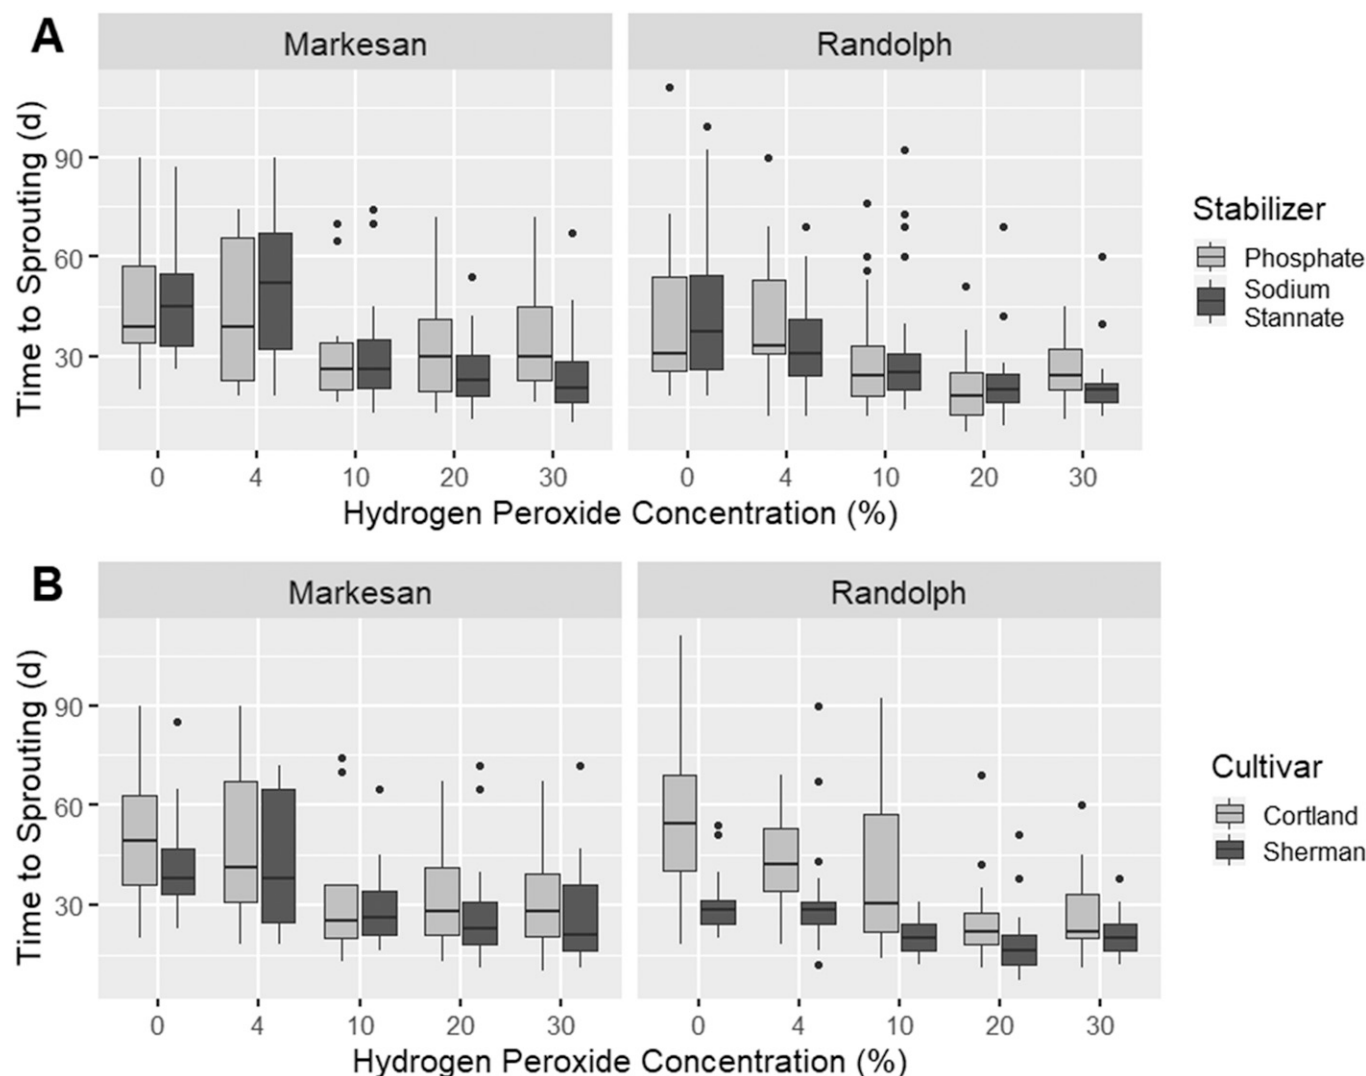 A
Markesan
Randolph
Time to Sprouting (d)
90
60
30
0 4 10 20 30
0 4 10 20 30
Hydrogen Peroxide Concentration (%)
Stabilizer
Phosphate
Sodium
Stannate
B
Markesan
Randolph
Time to Sprouting (d)
90
60
30
0 4 10 20 30
0 4 10 20 30
Hydrogen Peroxide Concentration (%)
Cultivar
Cortland
Sherman